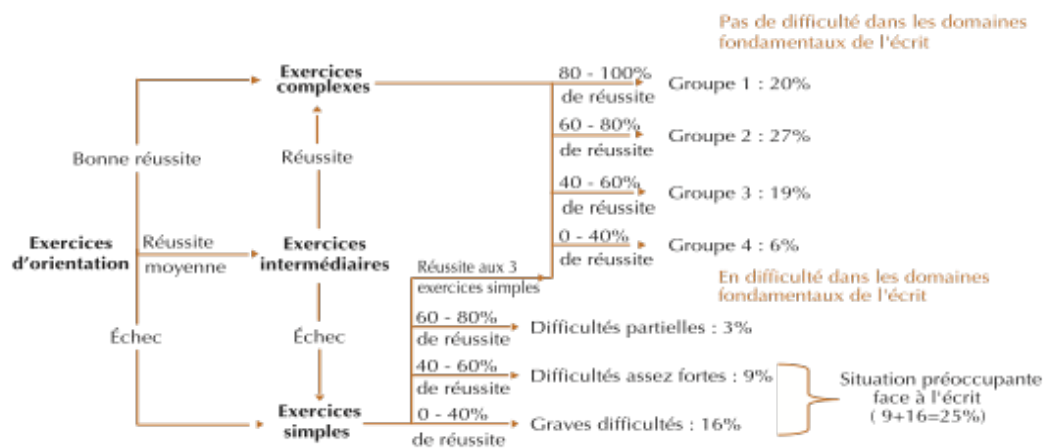 Pas de difficulté dans les domaines
fondamentaux de l'écrit
Exercices
complexes
80 - 100%
de réussite
Groupe 1 : 20%
60 - 80%
de réussite
Groupe 2 : 27%
Bonne réussite
Réussite
40 - 60%
de réussite
Groupe 3 : 19%
Exercices
d'orientation
Réussite
moyenne
Exercices
intermédiaires
0 - 40%
de réussite
Groupe 4 : 6%
Réussite aux 3
exercices simples
En difficulté dans les domaines
fondamentaux de l'écrit
Échec
Échec
60 - 80%
de réussite
Difficultés partielles : 3%
40 - 60%
de réussite
Difficultés assez fortes : 9%
Situation préoccupante
face à l'écrit
( 9+16=25%)
Exercices
simples
0 - 40%
de réussite
Graves difficultés : 16%